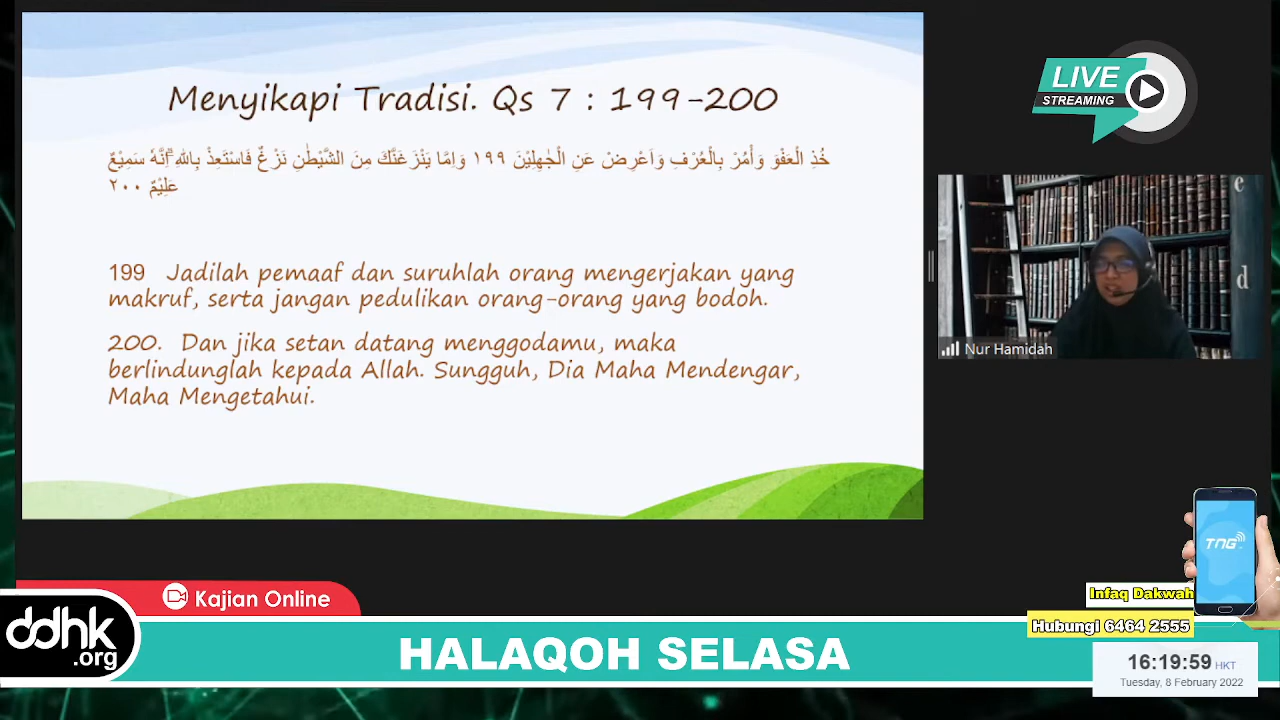 Menyikapi Tradisi. Qs 7 : 199-200
خُذِ الْعَفْوَ وَأْمُرْ بِالْعُرْفِ وَاَعْرِضْ عَنِ الْجٰهِلِيْنَ ١٩٩ وَاِمَّا يَنْزَغَنَّكَ مِنَ الشَّيْطٰنِ نَزْغٌ فَاسْتَعِذْ بِاللّٰهِ ۗاِنَّهٗ سَمِيْعٌ
عَلِيْمٌ ٢٠٠
199 Jadilah pemaaf dan suruhlah orang mengerjakan yang
makruf, serta jangan pedulikan orang-orang yang bodoh.
200. Dan jika setan datang menggodamu, maka
berlindunglah kepada Allah. Sungguh, Dia Maha Mendengar,
Maha Mengetahui.
LIVE
STREAMING
e
d
Nur Hamidah
TNG
Kajian Online
ddhk
.org
HALAQOH SELASA
Infaq Dakwah
Hubungi 6464 2555
16:19:59 HKT
Tuesday, 8 February 2022